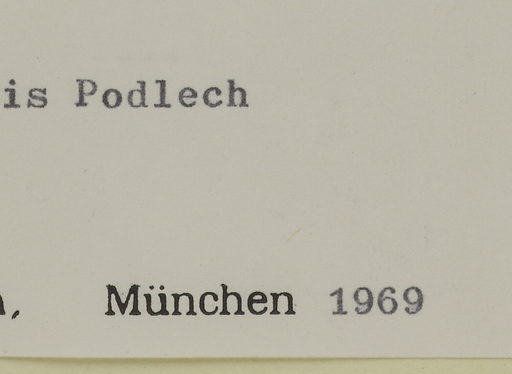 is Podlech
München 1969